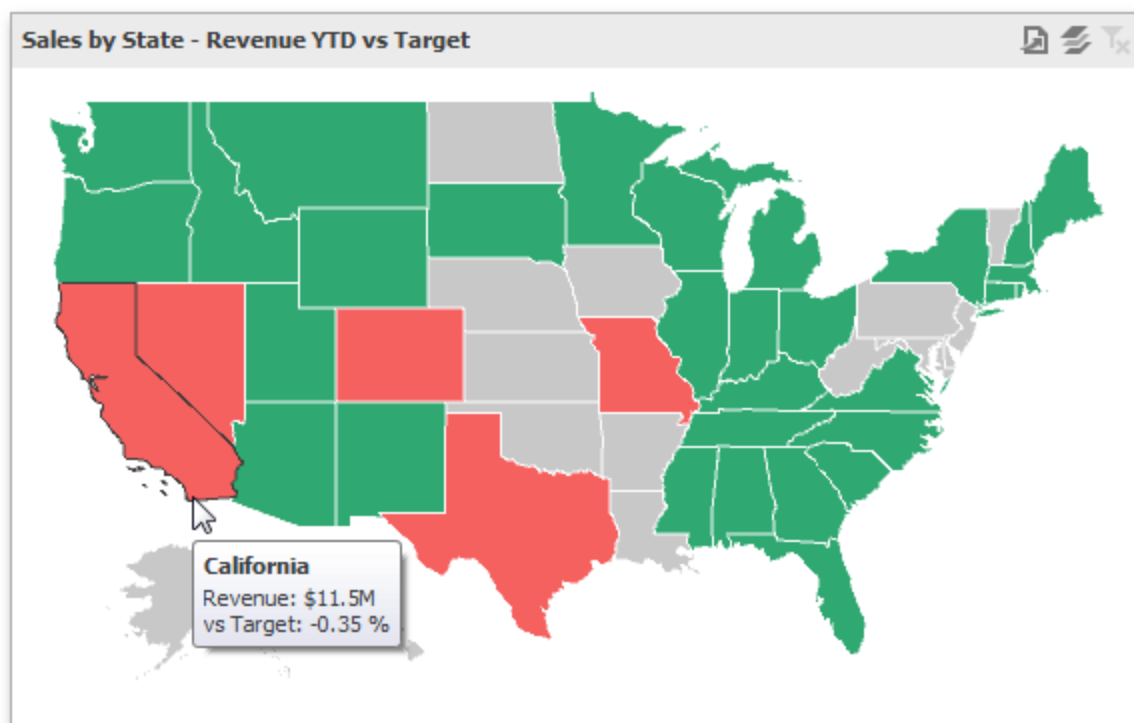 Sales by State - Revenue YTD vs Target
California
Revenue: $11.5M
vs Target: -0.35 %